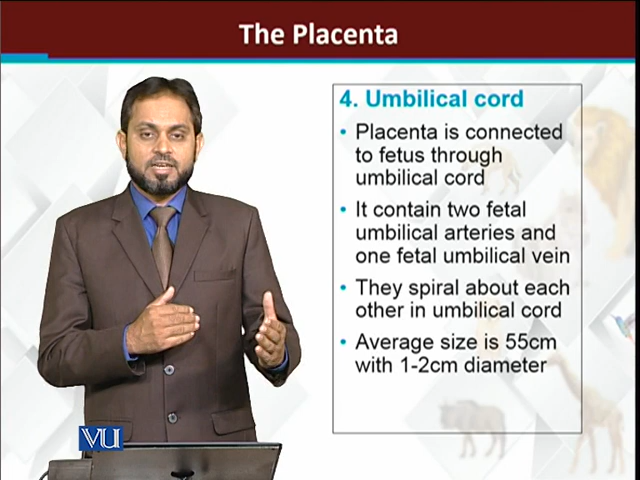 The Placenta
4. Umbilical cord
• Placenta is connected
to fetus through
umbilical cord
• It contain two fetal
umbilical arteries and
one fetal umbilical vein
• They spiral about each
other in umbilical cord
• Average size is 55cm
with 1-2cm diameter
VU